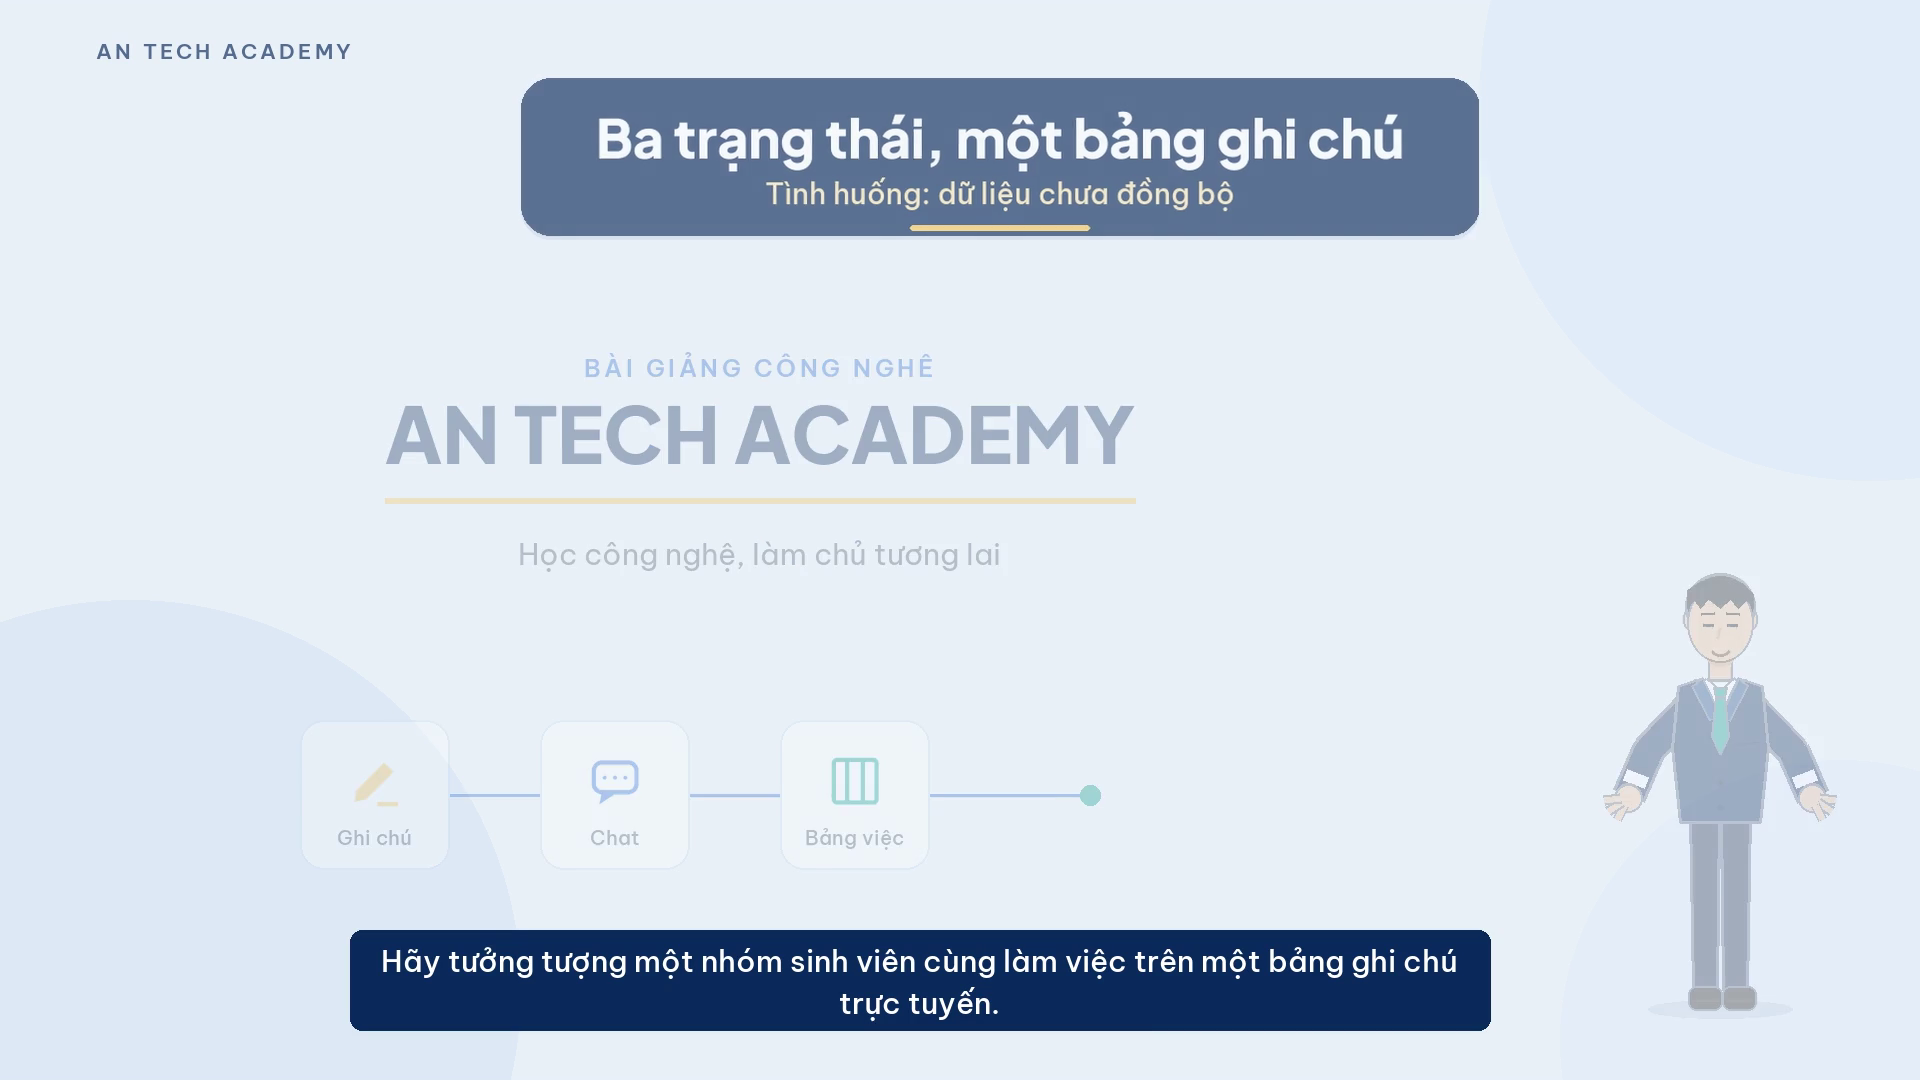 AN TECH ACADEMY
Ba trạng thái, một bảng ghi chú
Tình huống: dữ liệu chưa đồng bộ
BÀI GIẢNG CÔNG NGHÊ
AN TECH ACADEMY
Học công nghệ, làm chủ tương lai
Ghi chú
Chat
Bảng việc
Hãy tưởng tượng một nhóm sinh viên cùng làm việc trên một bảng ghi chú
trực tuyến.